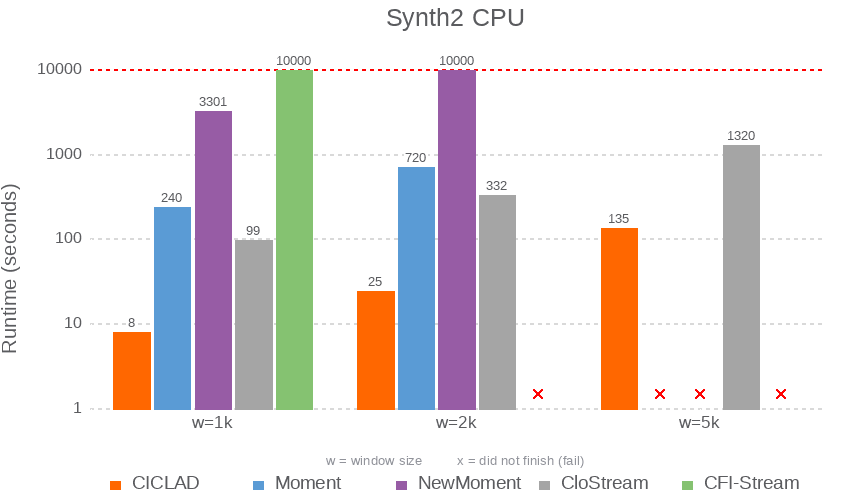 Synth2 CPU
Runtime (seconds)
10000
1000
100
10
1
8
240
3301
99
10000
25
720
10000
332
x
135
x
x
1320
x
w=1k
w=2k
w=5k
w = window size
x = did not finish (fail)
CICLAD
Moment
NewMoment
CloStream
CFI-Stream